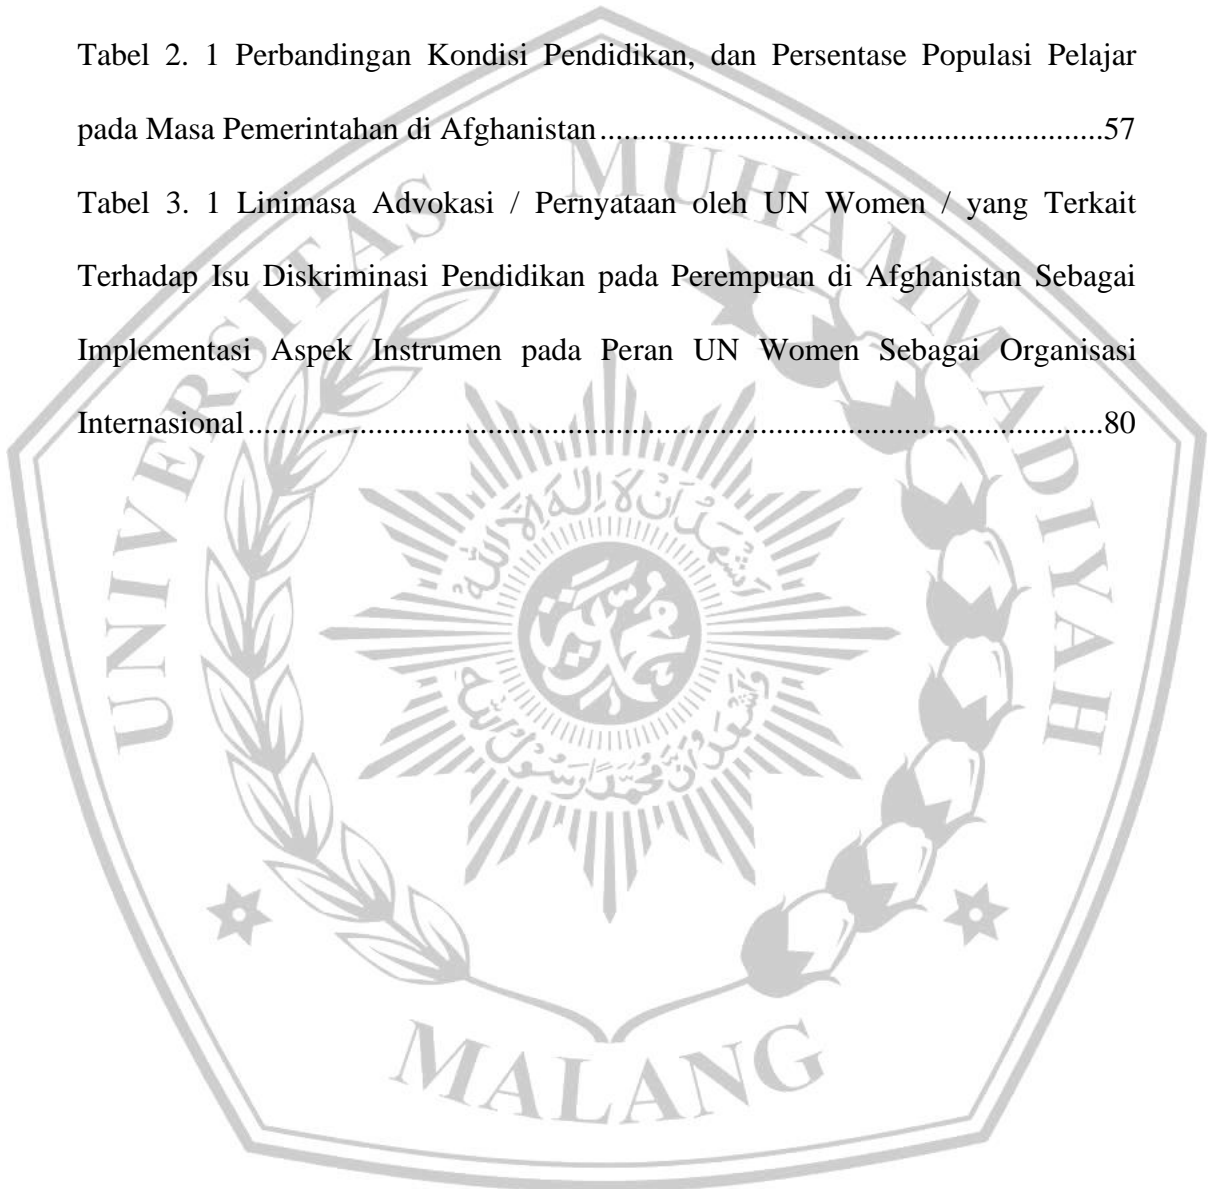 Tabel 2. 1 Perbandingan Kondisi Pendidikan, dan Persentase Populasi Pelajar
pada Masa Pemerintahan di Afghanistan................................................................57
Tabel 3. 1 Linimasa Advokasi / Pernyataan oleh UN Women / yang Terkait
Terhadap Isu Diskriminasi Pendidikan pada Perempuan di Afghanistan Sebagai
Implementasi Aspek Instrumen pada Peran UN Women Sebagai Organisasi
Internasional............................................................................................................80
UNIVERSITAS MUHAMMADIYAH
MALANG